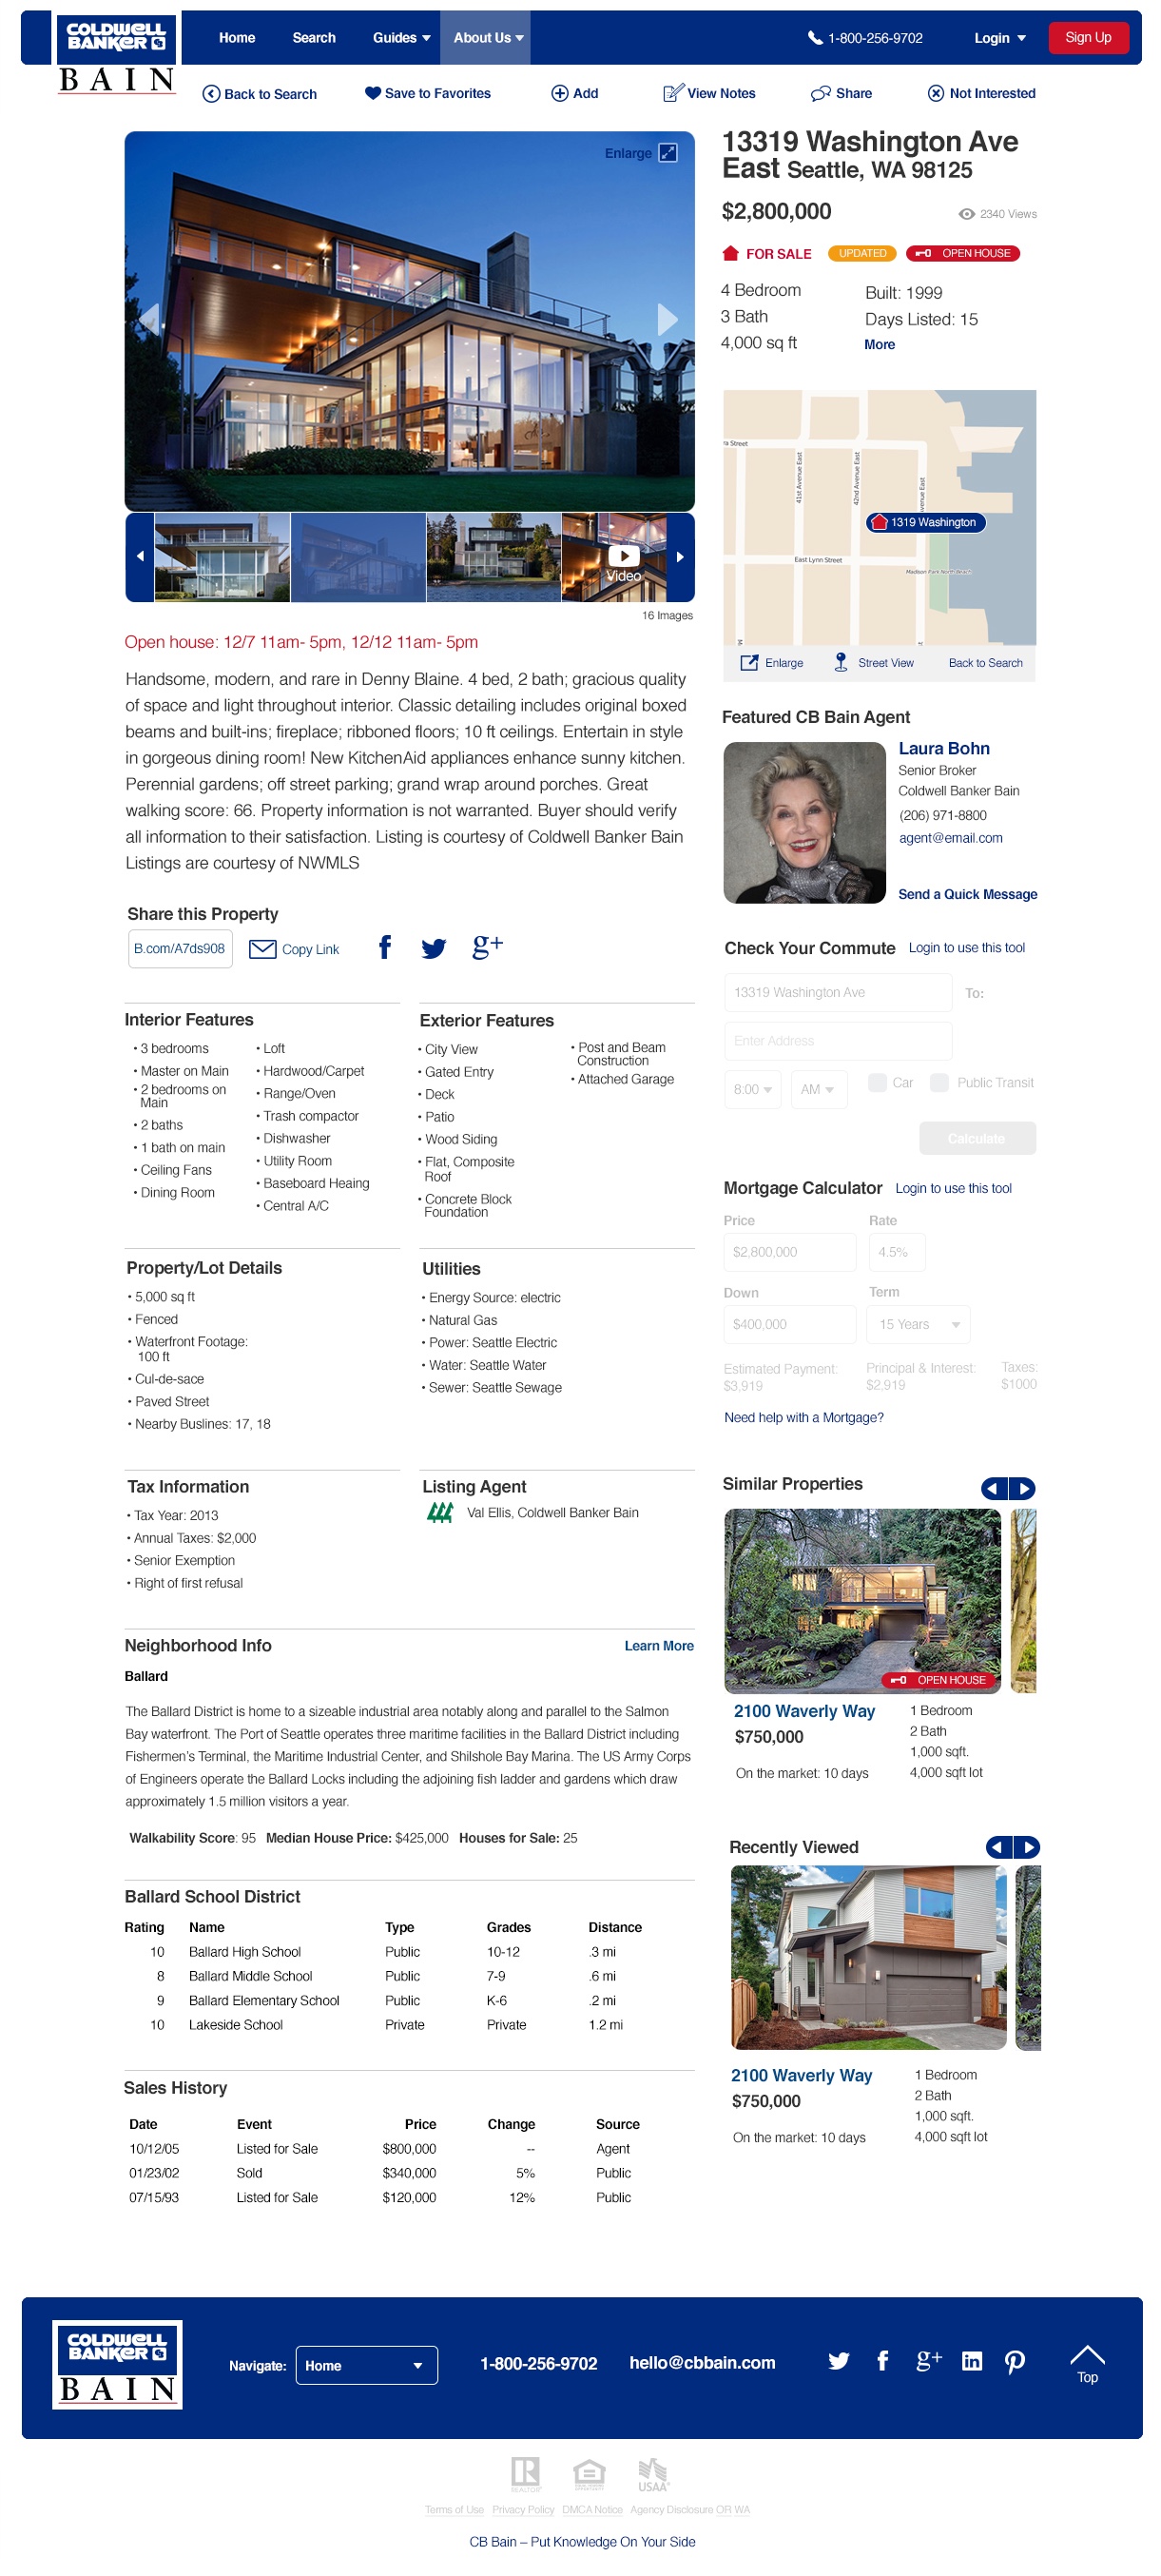 COLDWELL
BANKER CB
BAIN
Home
Search
Guides
About Us
1-800-256-9702
Login
Sign Up
Back to Search
Save to Favorites
Add
View Notes
Share
Not Interested
Enlarge
Video
16 Images
13319 Washington Ave
East Seattle, WA 98125
$2,800,000
2340 Views
FOR SALE
UPDATED
OPEN HOUSE
4 Bedroom
3 Bath
4,000 sq ft
Built: 1999
Days Listed: 15
More
ra Street
41st Avenue East
42nd Avenue East
venue East
1319 Washington
East Lynn Street
Madison Park North Beach
Enlarge
Street View
Back to Search
Open house: 12/7 11am- 5pm, 12/12 11am- 5pm
Handsome, modern, and rare in Denny Blaine. 4 bed, 2 bath; gracious quality
of space and light throughout interior. Classic detailing includes original boxed
beams and built-ins; fireplace; ribboned floors; 10 ft ceilings. Entertain in style
in gorgeous dining room! New KitchenAid appliances enhance sunny kitchen.
Perennial gardens; off street parking; grand wrap around porches. Great
walking score: 66. Property information is not warranted. Buyer should verify
all information to their satisfaction. Listing is courtesy of Coldwell Banker Bain
Listings are courtesy of NWMLS
Share this Property
B.com/A7ds908
Copy Link
f
g+
Interior Features
• 3 bedrooms
• Master on Main
• 2 bedrooms on
Main
• 2 baths
• 1 bath on main
• Ceiling Fans
• Dining Room
• Loft
• Hardwood/Carpet
• Range/Oven
• Trash compactor
• Dishwasher
• Utility Room
• Baseboard Heaing
• Central A/C
Exterior Features
• City View
• Gated Entry
• Deck
• Patio
• Wood Siding
• Flat, Composite
Roof
• Concrete Block
Foundation
• Post and Beam
Construction
• Attached Garage
Property/Lot Details
• 5,000 sq ft
• Fenced
• Waterfront Footage:
100 ft
• Cul-de-sace
• Paved Street
• Nearby Buslines: 17, 18
Utilities
• Energy Source: electric
• Natural Gas
• Power: Seattle Electric
• Water: Seattle Water
• Sewer: Seattle Sewage
Tax Information
• Tax Year: 2013
• Annual Taxes: $2,000
• Senior Exemption
• Right of first refusal
Listing Agent
Val Ellis, Coldwell Banker Bain
Neighborhood Info
Learn More
Ballard
The Ballard District is home to a sizeable industrial area notably along and parallel to the Salmon
Bay waterfront. The Port of Seattle operates three maritime facilities in the Ballard District including
Fishermen's Terminal, the Maritime Industrial Center, and Shilshole Bay Marina. The US Army Corps
of Engineers operate the Ballard Locks including the adjoining fish ladder and gardens which draw
approximately 1.5 million visitors a year.
Walkability Score: 95 Median House Price: $425,000 Houses for Sale: 25
Ballard School District
Rating Name Type Grades Distance
10 Ballard High School Public 10-12 .3 mi
8 Ballard Middle School Public 7-9 .6 mi
9 Ballard Elementary School Public K-6 .2 mi
10 Lakeside School Private Private 1.2 mi
Sales History
Date Event Price Change Source
10/12/05 Listed for Sale $800,000 -- Agent
01/23/02 Sold $340,000 5% Public
07/15/93 Listed for Sale $120,000 12% Public
Featured CB Bain Agent
Laura Bohn
Senior Broker
Coldwell Banker Bain
(206) 971-8800
agent@email.com
Send a Quick Message
Check Your Commute
Login to use this tool
13319 Washington Ave
To:
Enter Address
8:00
AM
Car
Public Transit
Calculate
Mortgage Calculator
Login to use this tool
Price
Rate
$2,800,000
4.5%
Down
Term
$400,000
15 Years
Estimated Payment:
$3,919
Principal & Interest:
$2,919
Taxes:
$1000
Need help with a Mortgage?
Similar Properties
OPEN HOUSE
2100 Waverly Way
$750,000
On the market: 10 days
1 Bedroom
2 Bath
1,000 sqft.
4,000 sqft lot
Recently Viewed
2100 Waverly Way
$750,000
On the market: 10 days
1 Bedroom
2 Bath
1,000 sqft.
4,000 sqft lot
COLDWELL
BANKER CB
BAIN
Navigate:
Home
1-800-256-9702
hello@cbbain.com
f
g+
in
Top
R
REALTOR
USAA
Terms of Use Privacy Policy DMCA Notice Agency Disclosure OR WA
CB Bain – Put Knowledge On Your Side